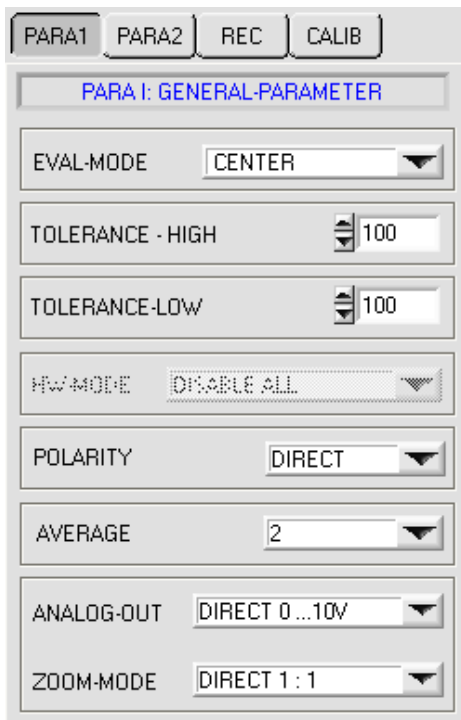 PARA1 PARA2 REC CALIB
PARA I: GENERAL-PARAMETER
EVAL-MODE CENTER
TOLERANCE - HIGH 100
TOLERANCE-LOW 100
HW-MODE DISABLE ALL
POLARITY DIRECT
AVERAGE 2
ANALOG-OUT DIRECT 0 ...10V
ZOOM-MODE DIRECT 1 : 1